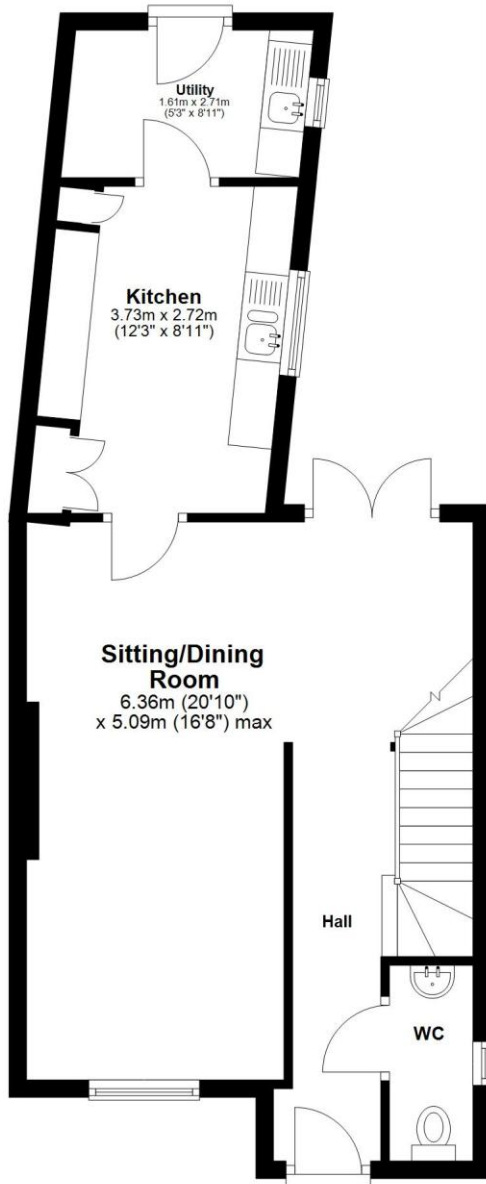 Utility
1.61m x 2.71m
(5'3" x 8'11")
Kitchen
3.73m x 2.72m
(12'3" x 8'11")
Sitting/Dining
Room
6.36m (20'10")
x 5.09m (16'8") max
Hall
WC